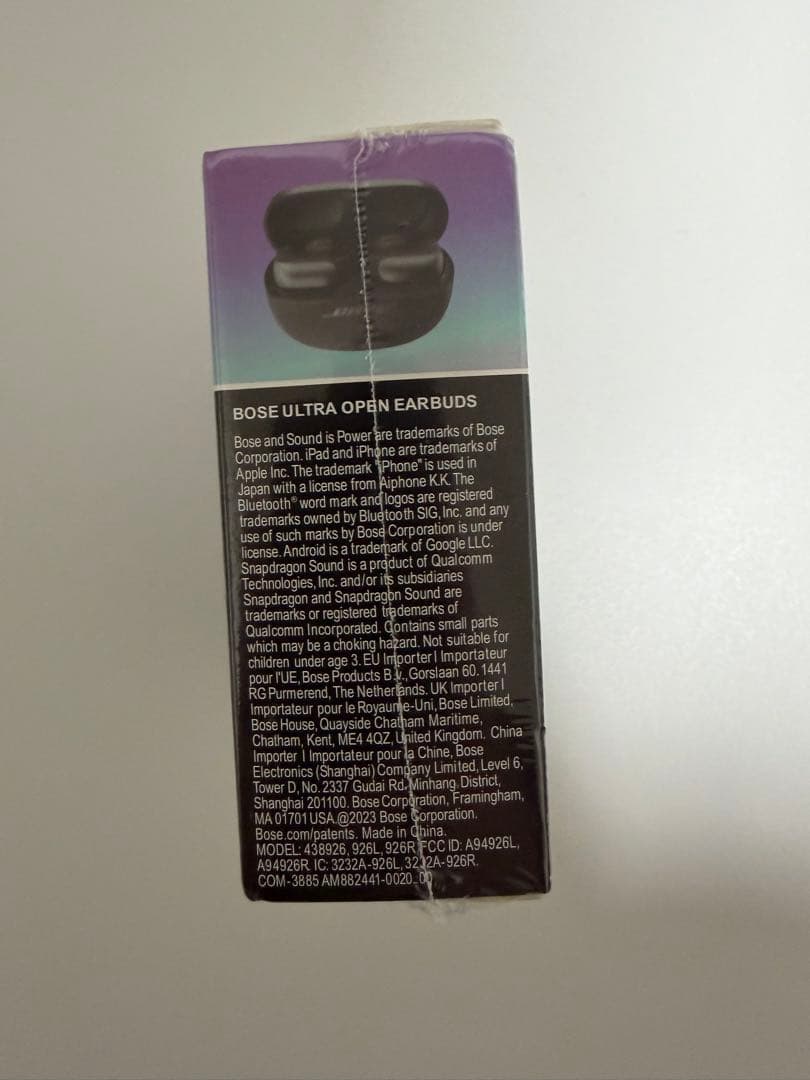 BOSE ULTRA OPEN EARBUDS
Bose and Sound is Power are trademarks of Bose
Corporation. iPad and iPhone are trademarks of
Apple Inc. The trademark "iPhone" is used in
Japan with a license from Aiphone K.K. The
Bluetooth® word mark and logos are registered
trademarks owned by Bluetooth SIG, Inc. and any
use of such marks by Bose Corporation is under
license. Android is a trademark of Google LLC.
Snapdragon Sound is a product of Qualcomm
Technologies, Inc. and/or its subsidiaries
Snapdragon and Snapdragon Sound are
trademarks or registered trademarks of
Qualcomm Incorporated. Contains small parts
which may be a choking hazard. Not suitable for
children under age 3. EU Importer I Importateur
pour l'UE, Bose Products B.v., Gorslaan 60. 1441
RG Purmerend, The Netherlands. UK Importer I
Importateur pour le Royaume-Uni, Bose Limited,
Bose House, Quayside Chatham Maritime,
Chatham, Kent, ME4 4QZ, United Kingdom. China
Importer I Importateur pour la Chine, Bose
Electronics (Shanghai) Company Limited, Level 6,
Tower D, No. 2337 Gudai Rd. Minhang District,
Shanghai 201100. Bose Corporation, Framingham,
MA 01701 USA.@2023 Bose Corporation.
Bose.com/patents. Made in China.
MODEL: 438926, 926L, 926R FCC ID: A94926L,
A94926R. IC: 3232A-926L, 3232A-926R.
COM-3885 AM882441-0020_00